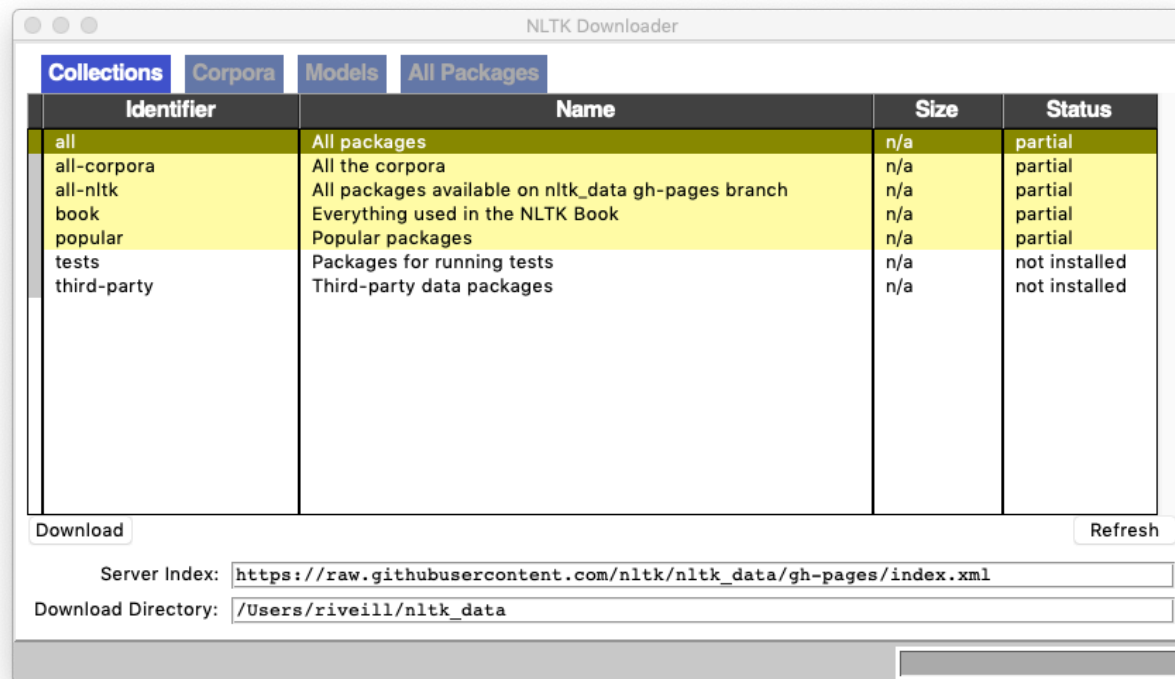 NLTK Downloader
Collections Corpora Models All Packages
Identifier Name Size Status
all All packages n/a partial
all-corpora All the corpora n/a partial
all-nltk All packages available on nltk_data gh-pages branch n/a partial
book Everything used in the NLTK Book n/a partial
popular Popular packages n/a partial
tests Packages for running tests n/a not installed
third-party Third-party data packages n/a not installed
Download Refresh
Server Index: https://raw.githubusercontent.com/nltk/nltk_data/gh-pages/index.xml
Download Directory: /Users/riveill/nltk_data